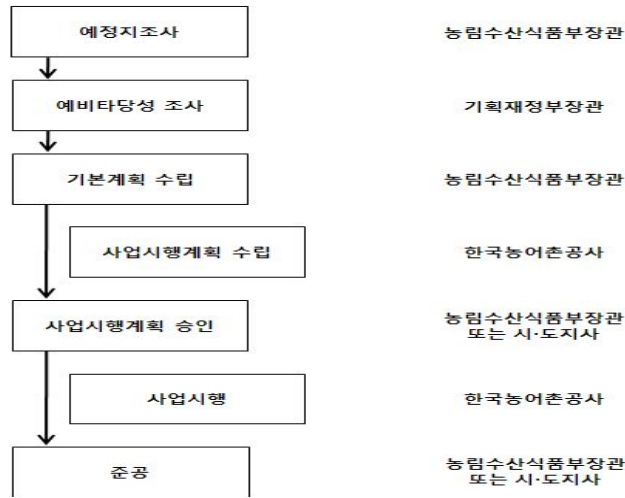 예정지조사 농림수산식품부장관
예비타당성 조사 기획재정부장관
기본계획 수립 농림수산식품부장관
사업시행계획 수립 한국농어촌공사
사업시행계획 승인 농림수산식품부장관
또는 시·도지사
사업시행 한국농어촌공사
준공 농림수산식품부장관
또는 시·도지사